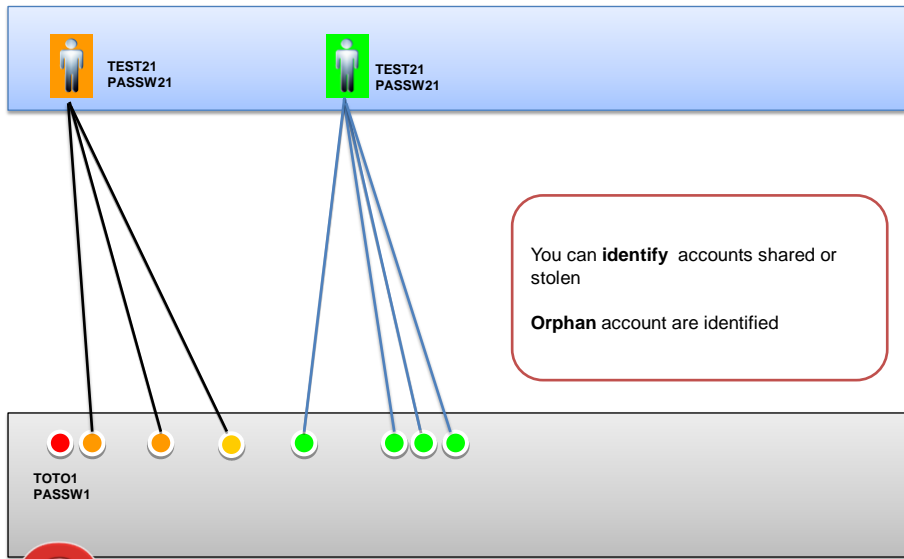 TEST21
PASSW21
TEST21
PASSW21
You can identify accounts shared or
stolen
Orphan account are identified
TOTO1
PASSW1